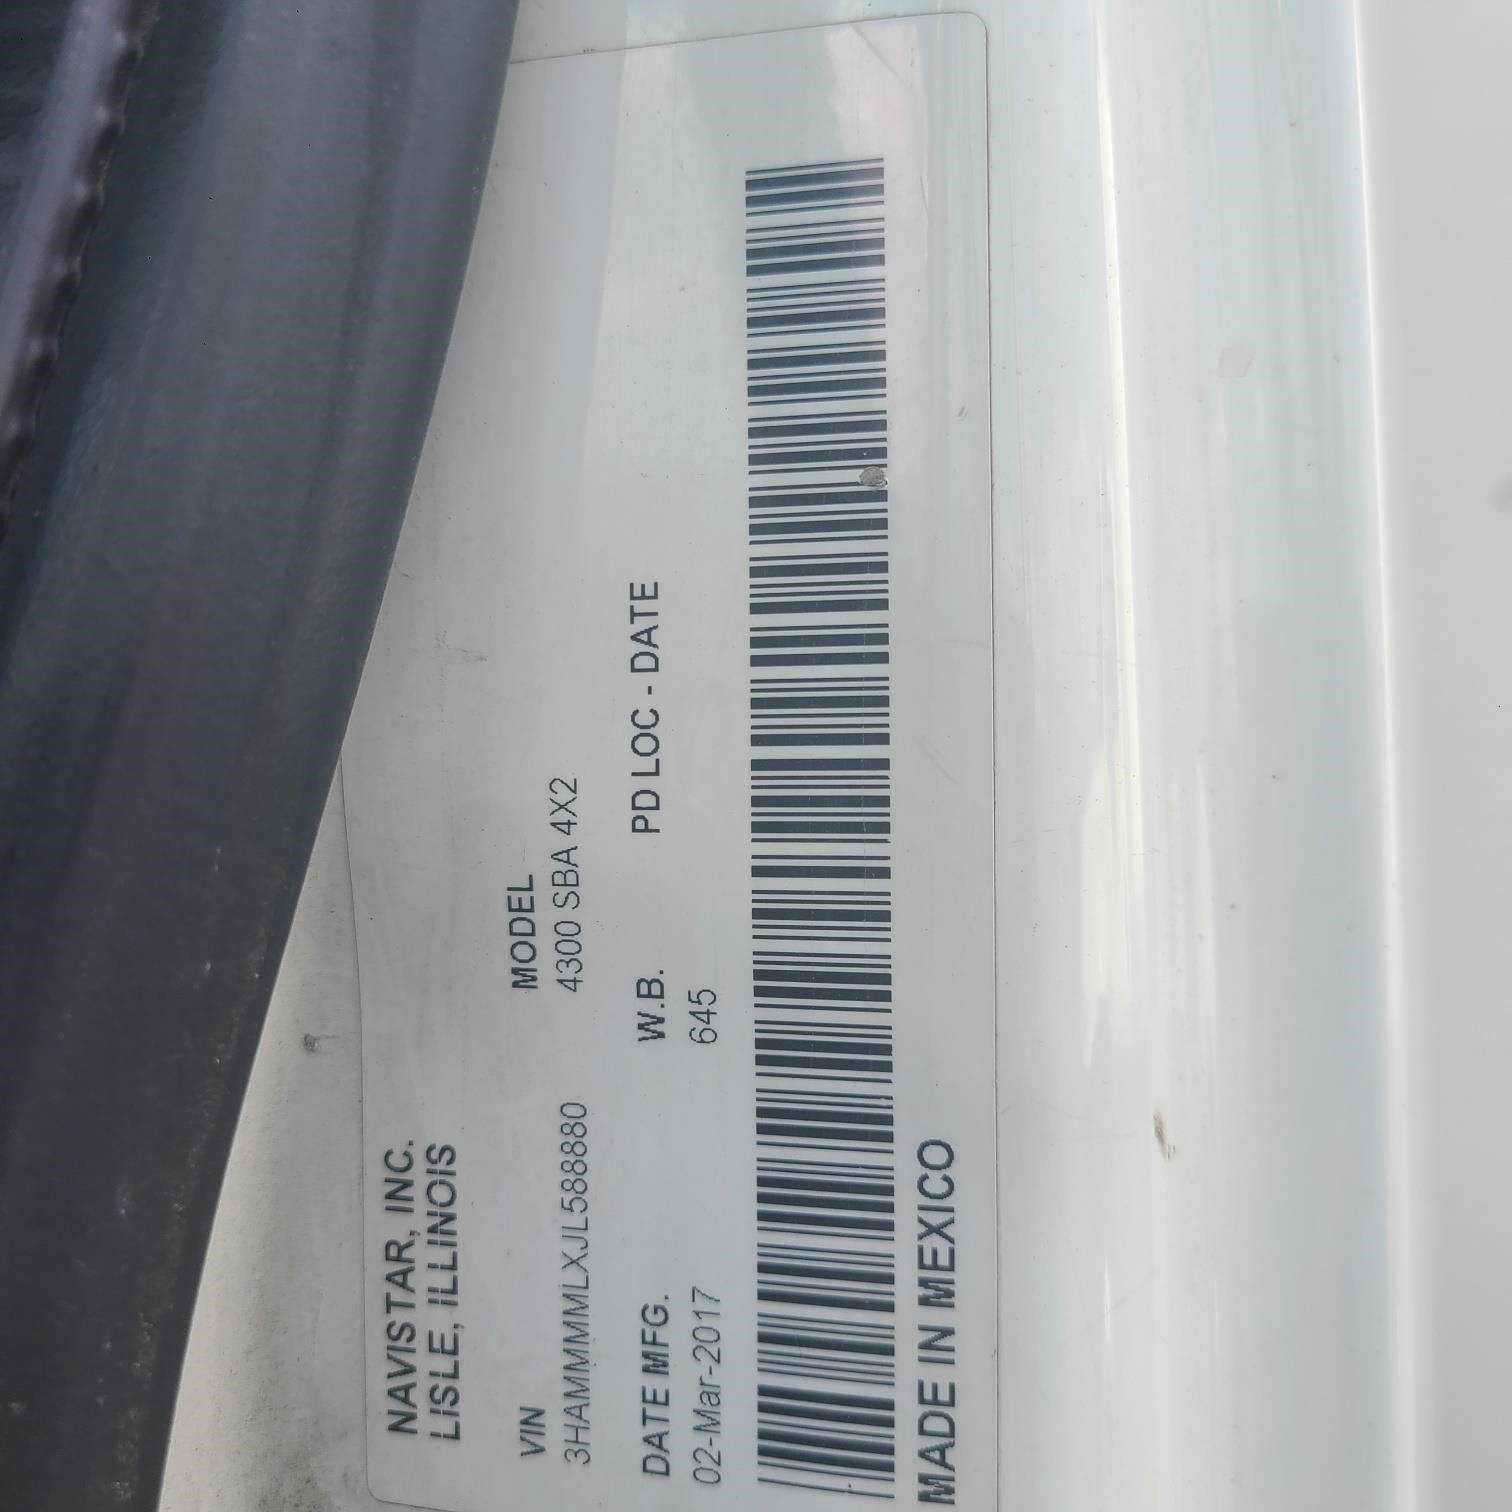 NAVISTAR, INC.
LISLE, ILLINOIS
VIN MODEL
3HAMMMMLXJL588880 4300 SBA 4X2
DATE MFG. W.B. PD LOC - DATE
02-Mar-2017 645
MADE IN MEXICO